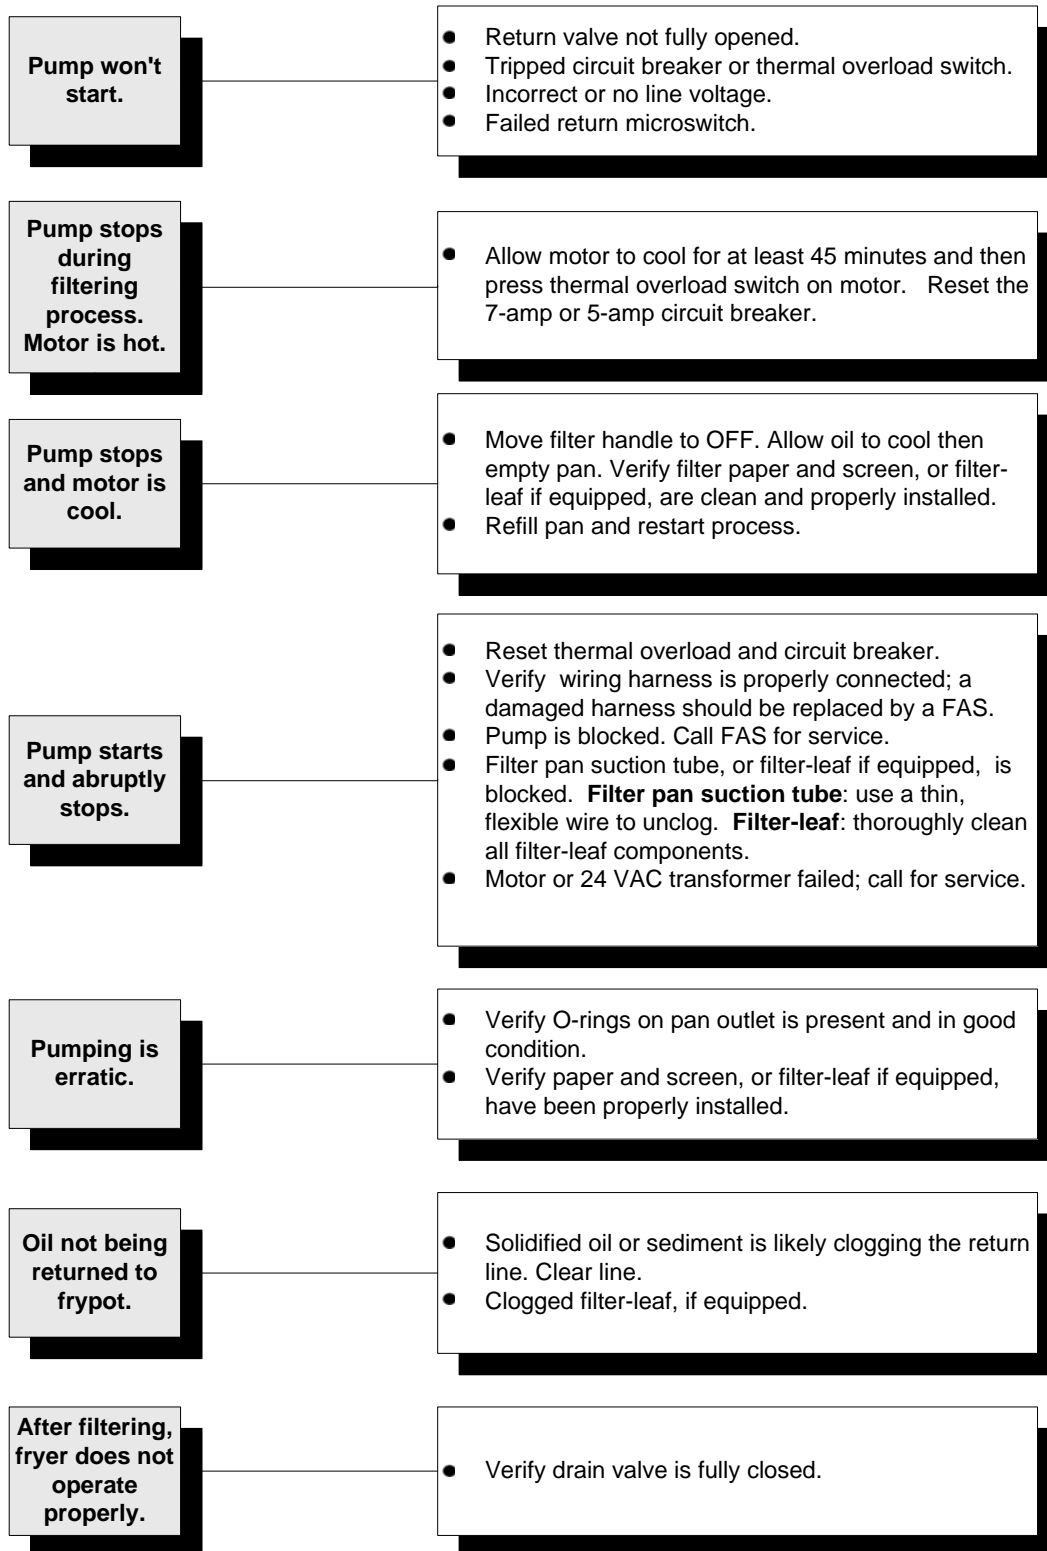 Pump won't
start.
Return valve not fully opened.
Tripped circuit breaker or thermal overload switch.
Incorrect or no line voltage.
Failed return microswitch.
Pump stops
during
filtering
process.
Motor is hot.
Allow motor to cool for at least 45 minutes and then
press thermal overload switch on motor.   Reset the
7-amp or 5-amp circuit breaker.
Pump stops
and motor is
cool.
Move filter handle to OFF. Allow oil to cool then
empty pan. Verify filter paper and screen, or filter-
leaf if equipped, are clean and properly installed.
Refill pan and restart process.
Pump starts
and abruptly
stops.
Reset thermal overload and circuit breaker.
Verify  wiring harness is properly connected; a
damaged harness should be replaced by a FAS.
Pump is blocked. Call FAS for service.
Filter pan suction tube, or filter-leaf if equipped,  is
blocked.  Filter pan suction tube: use a thin,
flexible wire to unclog.  Filter-leaf: thoroughly clean
all filter-leaf components.
Motor or 24 VAC transformer failed; call for service.
Pumping is
erratic.
Verify O-rings on pan outlet is present and in good
condition.
Verify paper and screen, or filter-leaf if equipped,
have been properly installed.
Oil not being
returned to
frypot.
Solidified oil or sediment is likely clogging the return
line. Clear line.
Clogged filter-leaf, if equipped.
After filtering,
fryer does not
operate
properly.
Verify drain valve is fully closed.